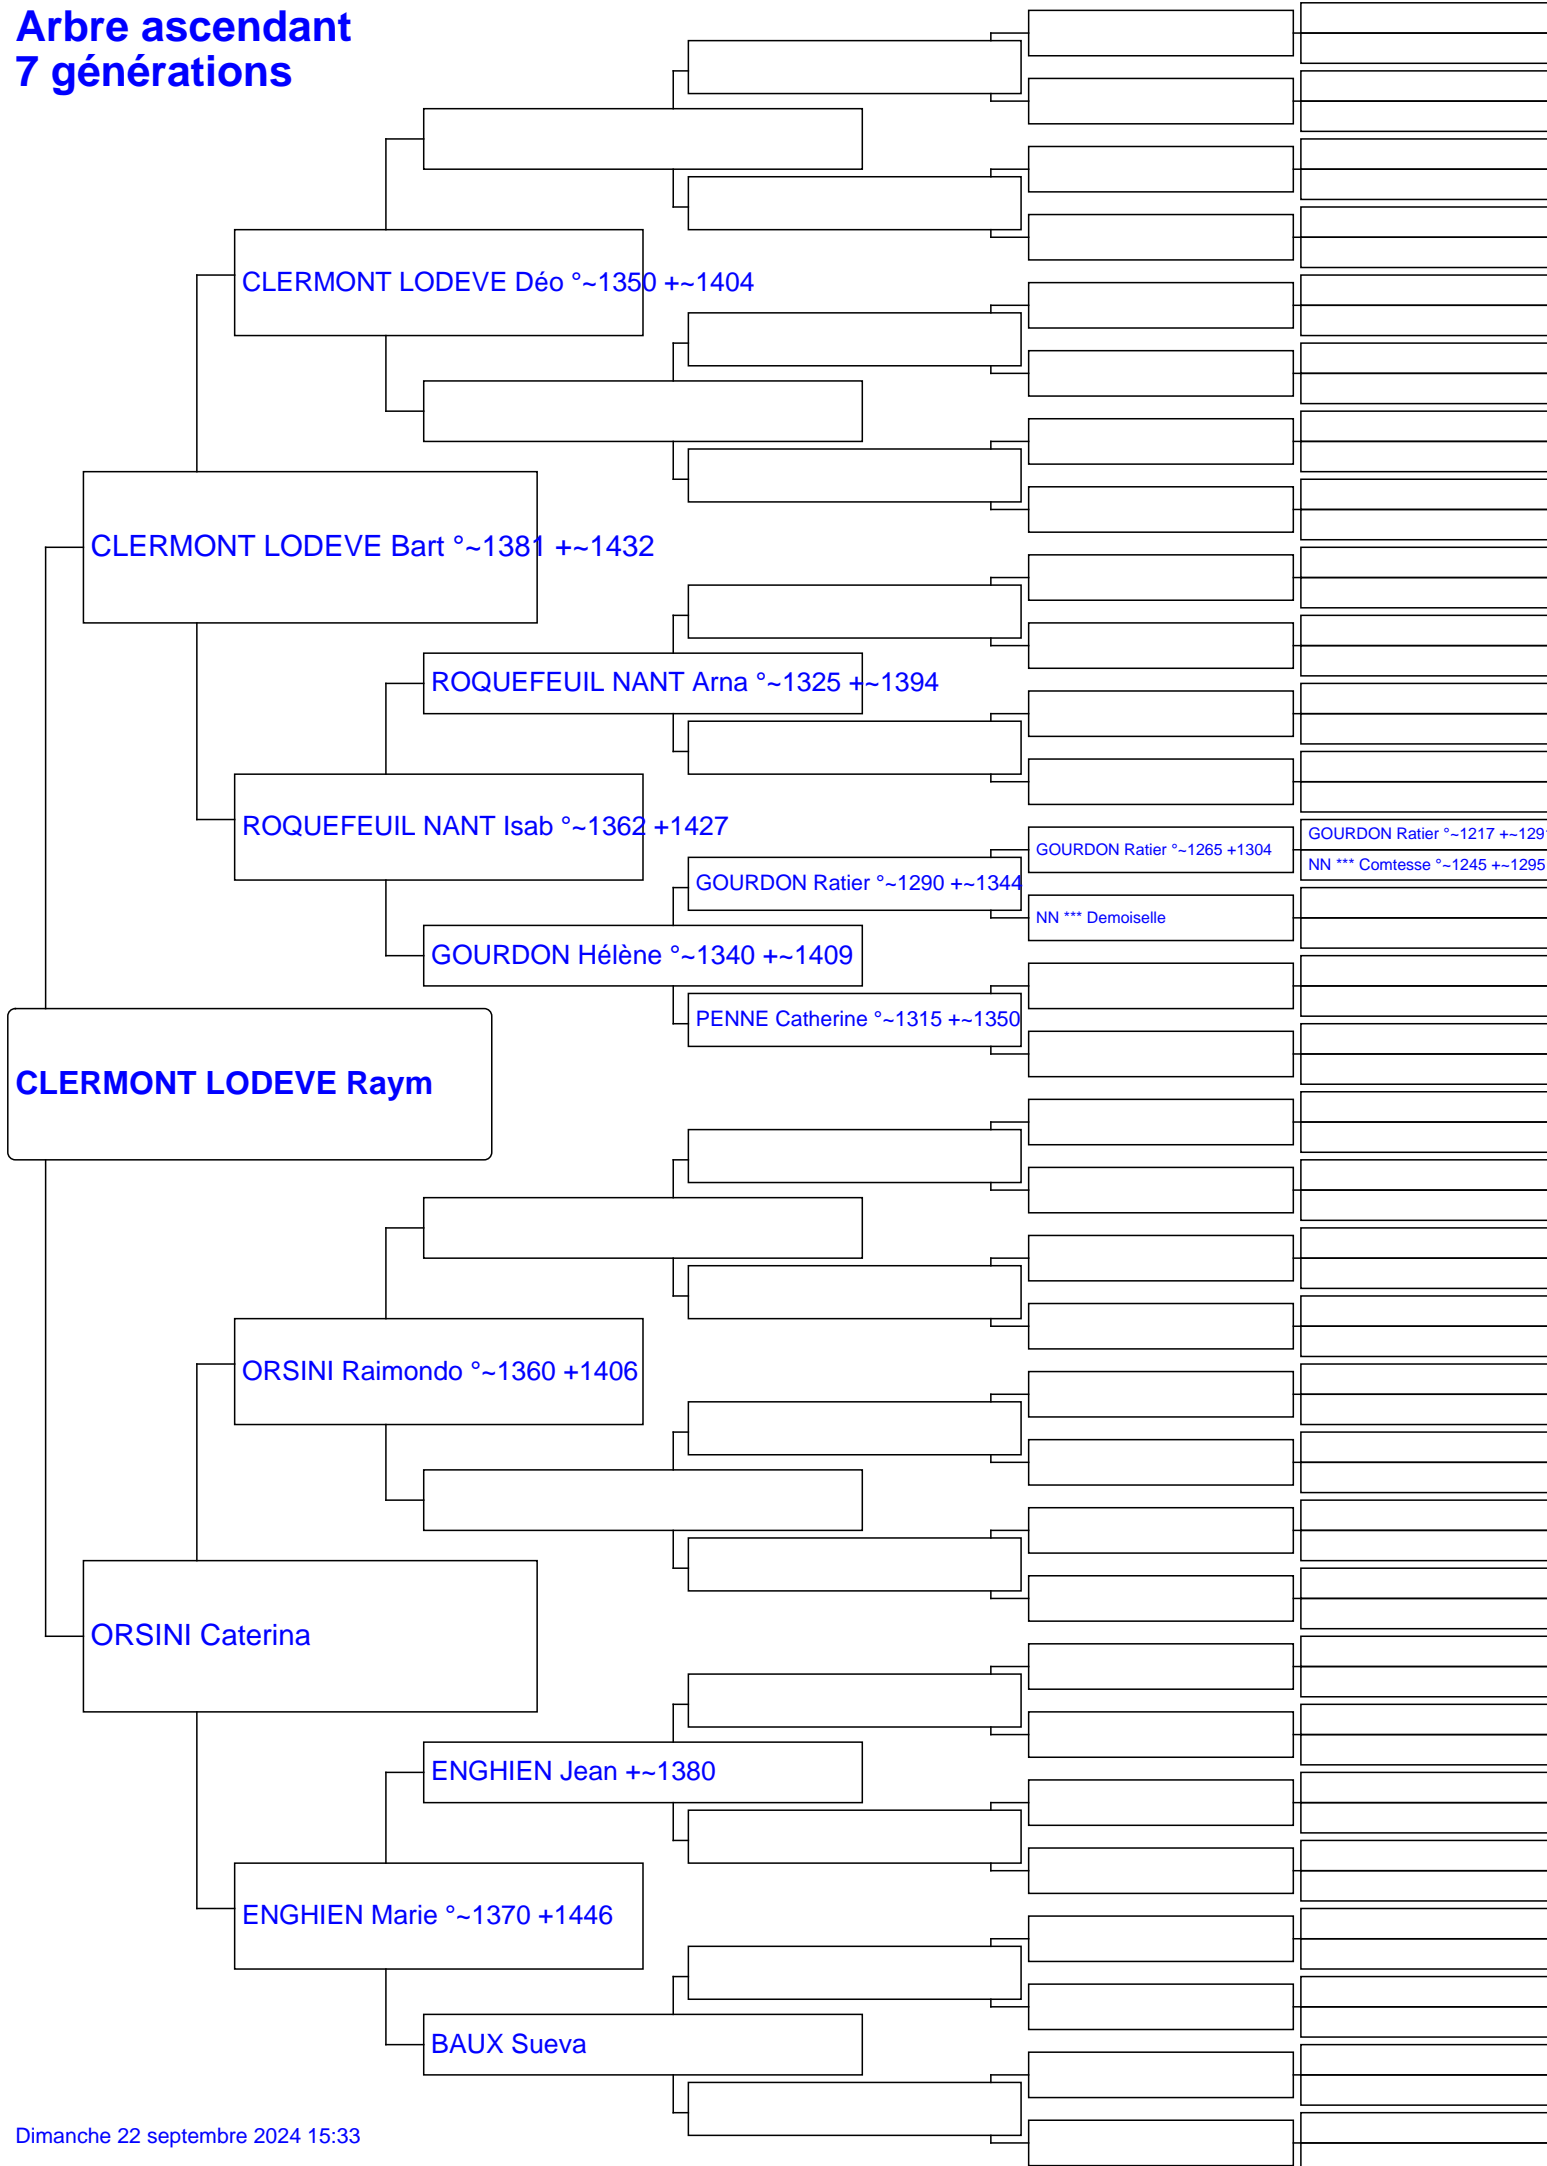 Arbre ascendant
7 générations
CLERMONT LODEVE Déo °~1350 +~1404
CLERMONT LODEVE Bart °~1381 +~1432
ROQUEFEUIL NANT Arna °~1325 +~1394
ROQUEFEUIL NANT Isab °~1362 +1427
GOURDON Ratier °~1265 +1304
GOURDON Ratier °~1217 +~1291
NN *** Comtesse °~1245 +~1295
GOURDON Ratier °~1290 +~1344
NN *** Demoiselle
GOURDON Hélène °~1340 +~1409
PENNE Catherine °~1315 +~1350
CLERMONT LODEVE Raym
ORSINI Raimondo °~1360 +1406
ORSINI Caterina
ENGHIEN Jean +~1380
ENGHIEN Marie °~1370 +1446
BAUX Sueva
Dimanche 22 septembre 2024 15:33